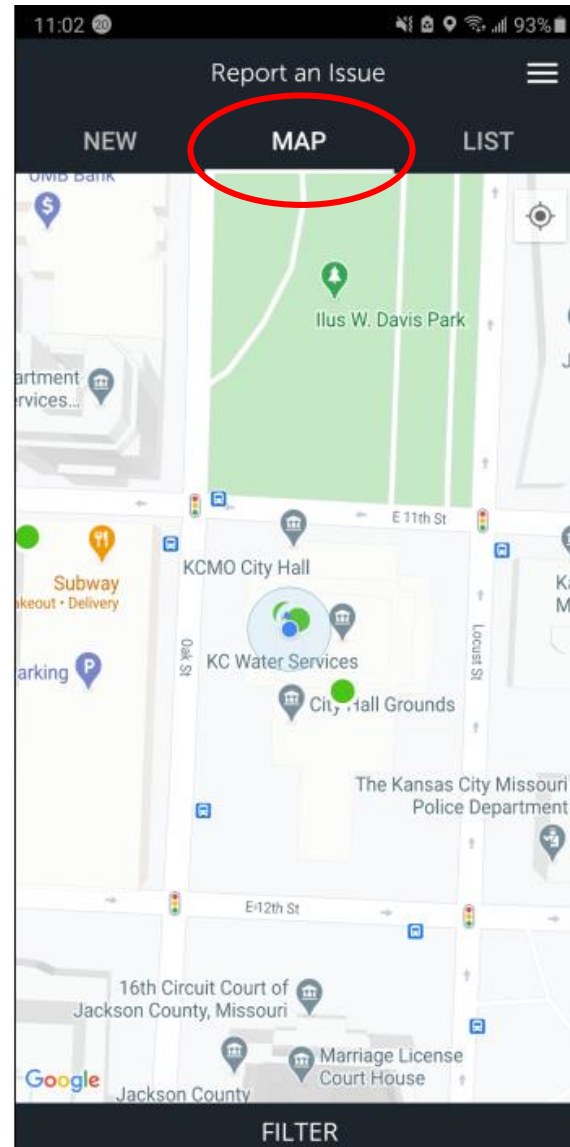 11:02 20 93%
Report an Issue
NEW MAP LIST
UMB Bank
Ilus W. Davis Park
J
artment
ervices...
E 11th St
KCMO City Hall
Subway
akeout • Delivery
Ka
M
Oak St
Locust St
KC Water Services
arking P
City Hall Grounds
The Kansas City Missouri
Police Department
E 12th St
16th Circuit Court of
Jackson County, Missouri
Marriage License
Court House
Google
Jackson County
FILTER